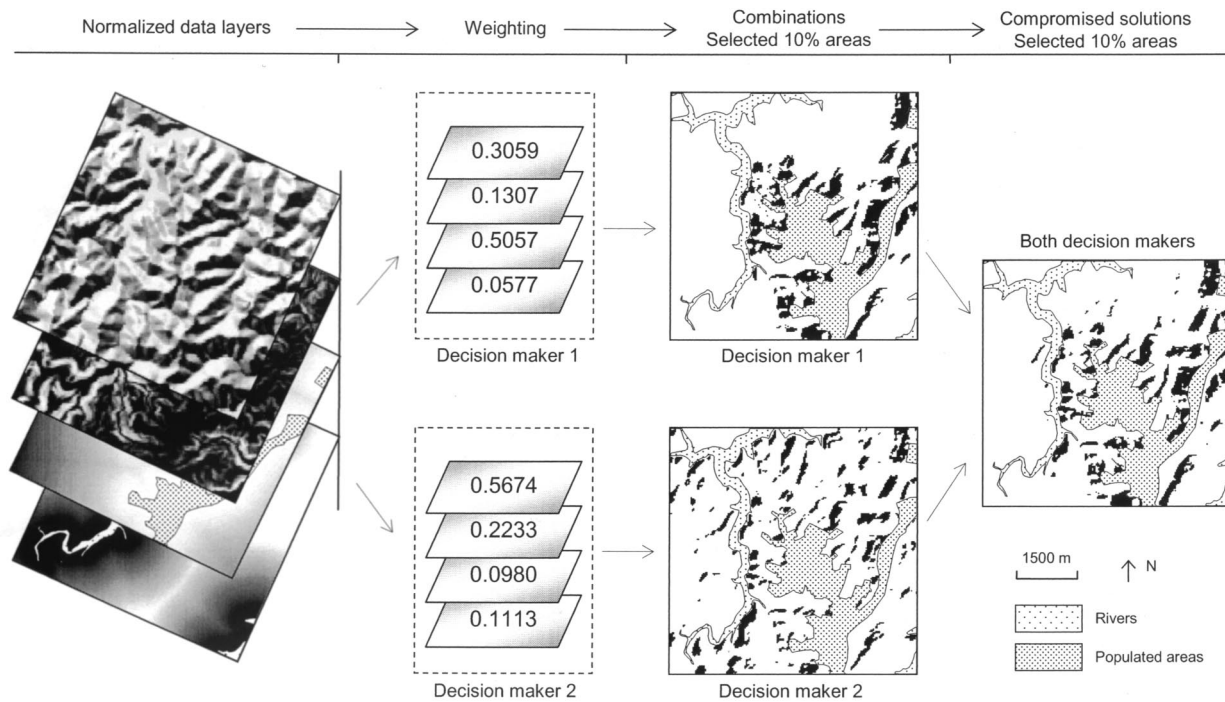 Normalized data layers
Weighting
Combinations
Selected 10% areas
Compromised solutions
Selected 10% areas
0.3059
0.1307
0.5057
0.0577
Decision maker 1
Decision maker 1
0.5674
0.2233
0.0980
0.1113
Decision maker 2
Decision maker 2
Both decision makers
1500 m
N
Rivers
Populated areas